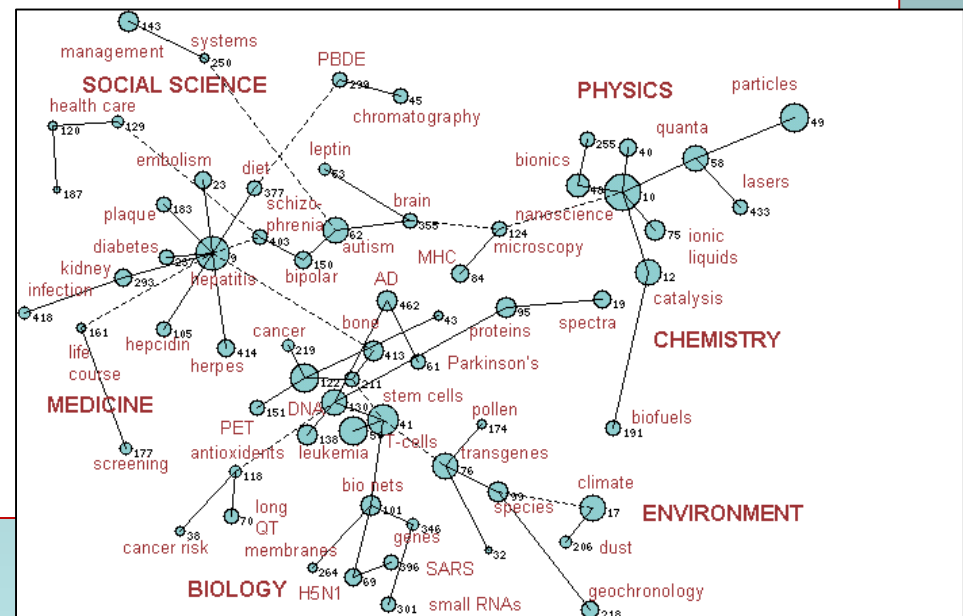 143
systems
management
250
PBDE
SOCIAL SCIENCE
299
PHYSICS
particles
45
health care
chromatography
quanta
49
120
129
255
40
58
leptin
bionics
embolism
diet
53
48
10
lasers
187
23
377
schizo-
brain
nanoscience
433
plaque
183
phrenia
355
124
75
ionic
403
62
microscopy
liquids
diabetes
autism
237
9
150
MHC
kidney
hepatitis
bipolar
84
12
293
AD
catalysis
infection
462
19
418
bone
43
95
proteins
spectra
161
105
cancer
life
hepcidin
414
219
413
Parkinson's
CHEMISTRY
course
herpes
61
122
211
MEDICINE
stem cells
151
DNA
130
biofuels
PET
41
pollen
191
antioxidents
138
leukemia
T-cells
174
177
transgenes
screening
118
76
climate
bio nets
99
long
101
species
17
ENVIRONMENT
70
QT
346
38
genes
206
dust
cancer risk
membranes
32
264
396
SARS
geochronology
BIOLOGY
H5N1
69
301
small RNAs
218